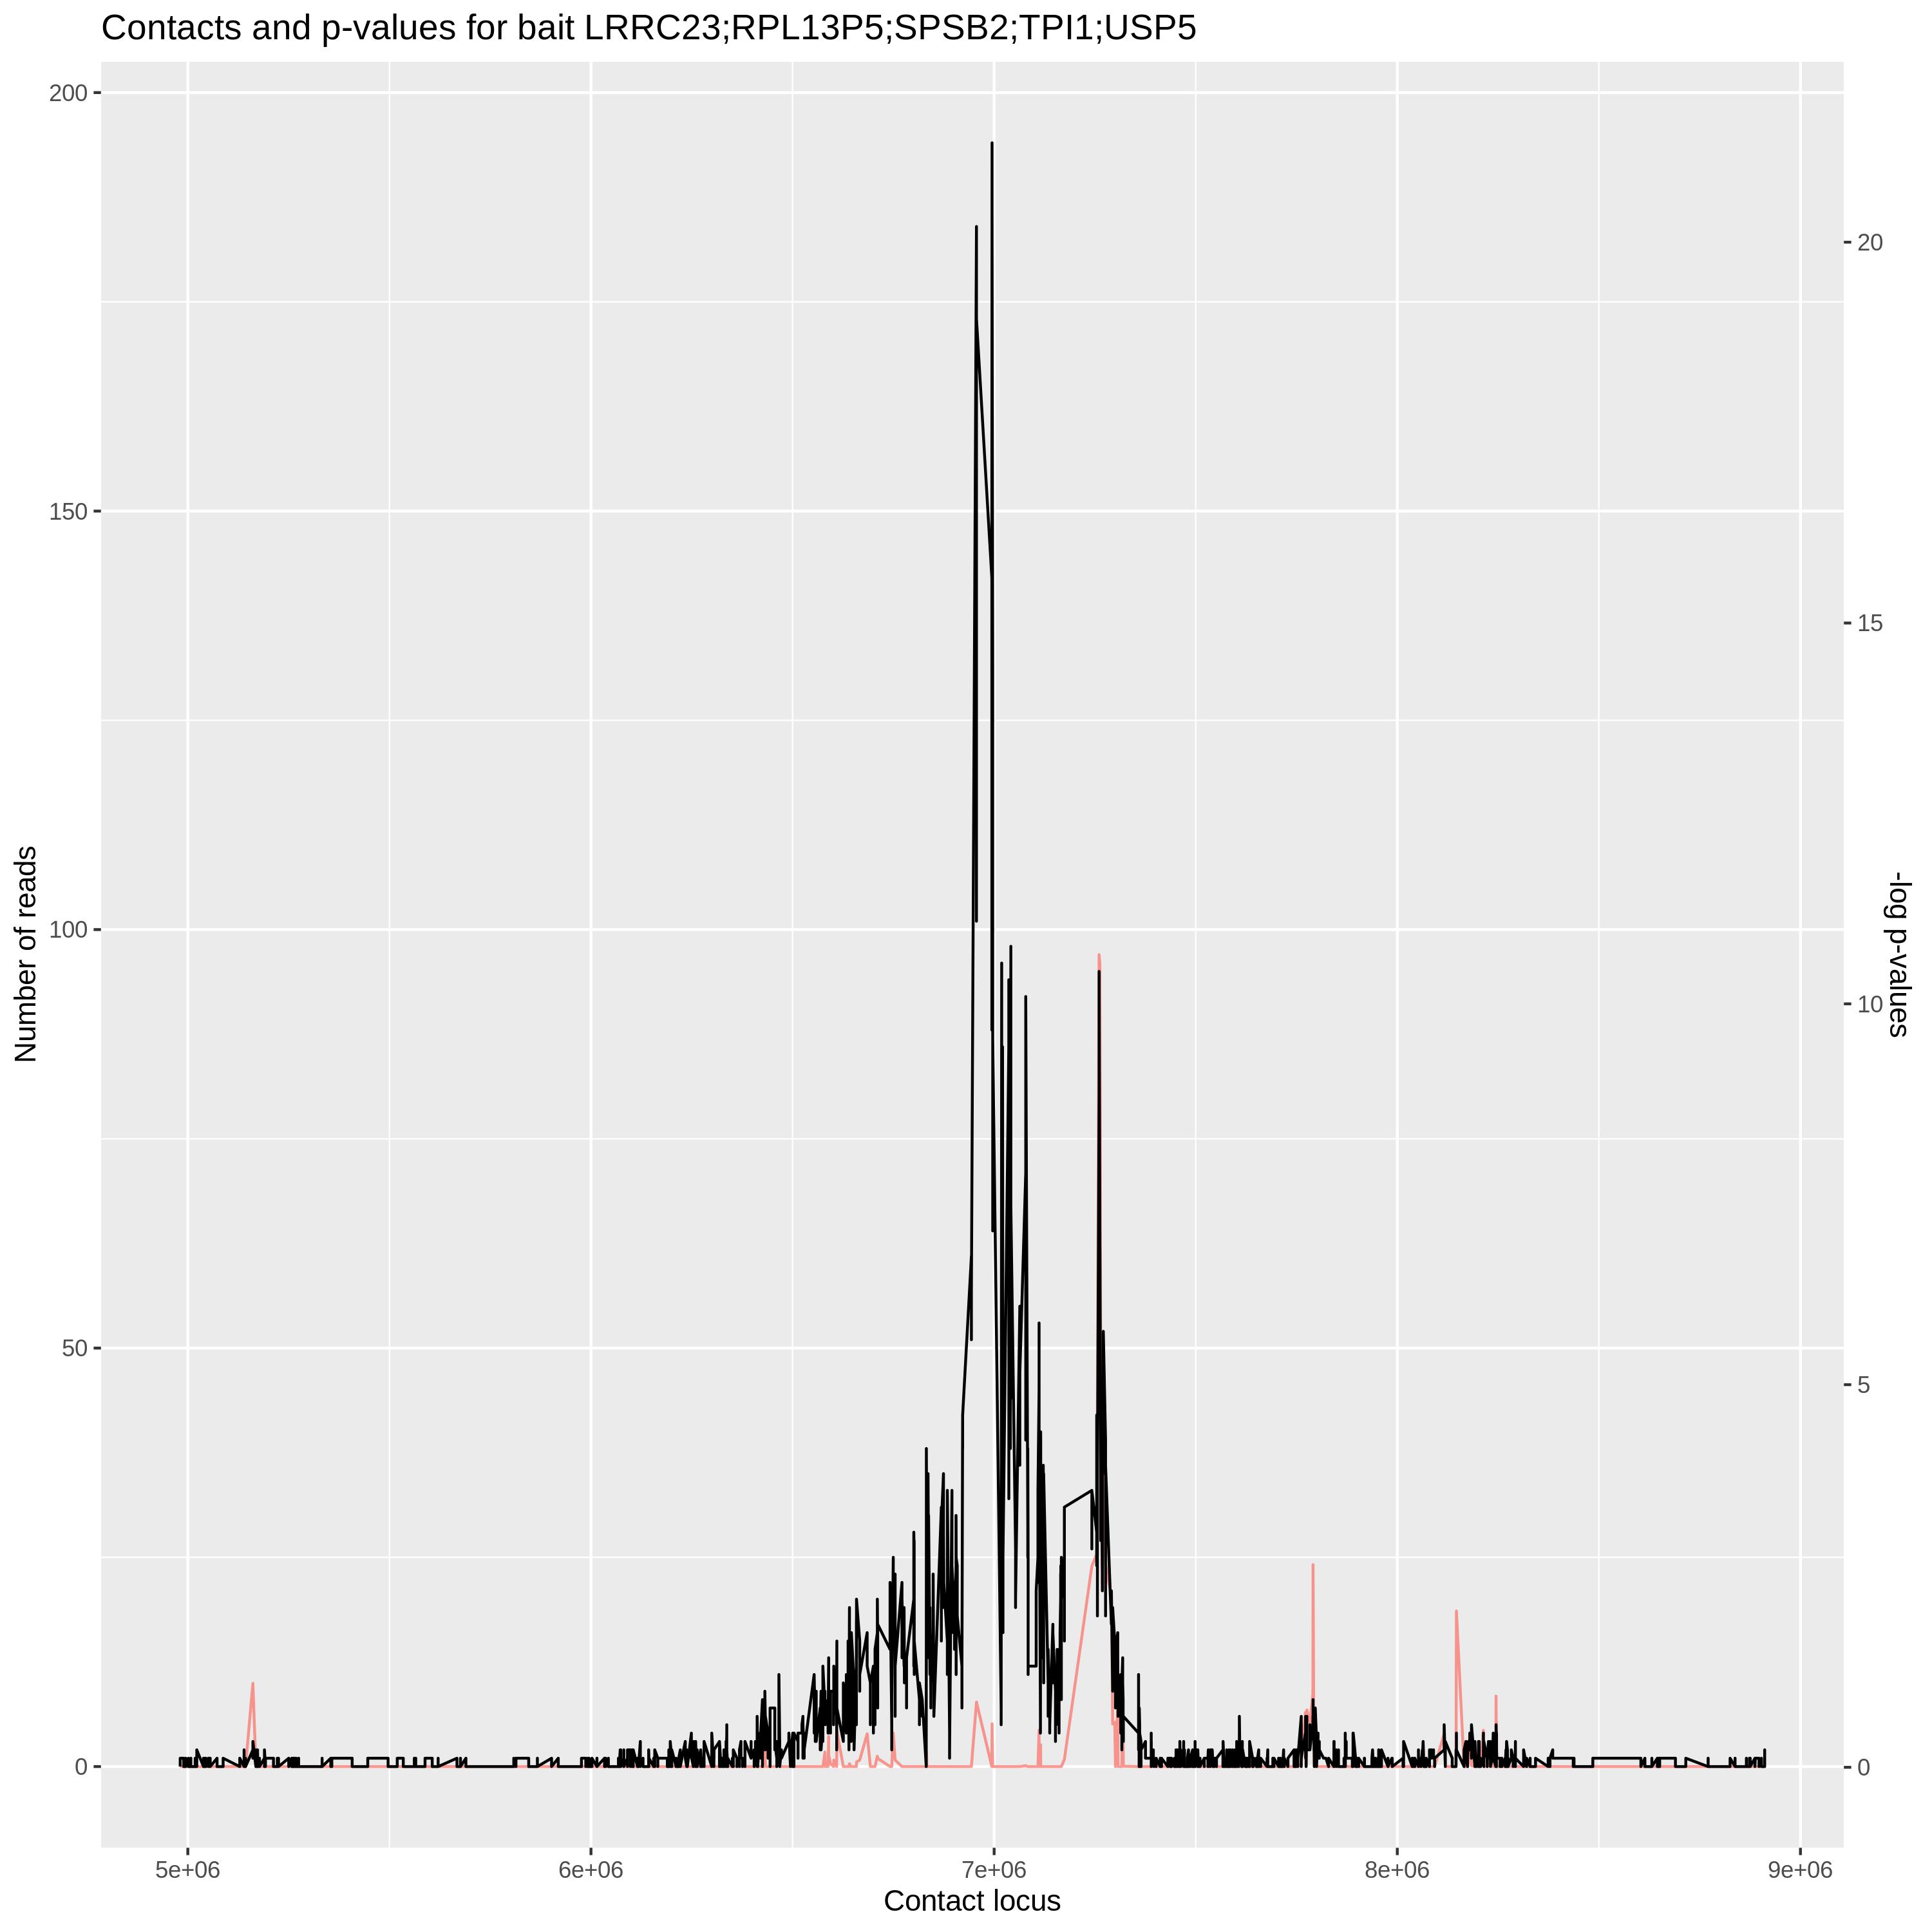 Contacts and p-values for bait LRRC23;RPL13P5;SPSB2;TPI1;USP5
200
150
100
50
0
Number of reads
20
15
10
5
0
-log p-values
5e+06
6e+06
7e+06
8e+06
9e+06
Contact locus